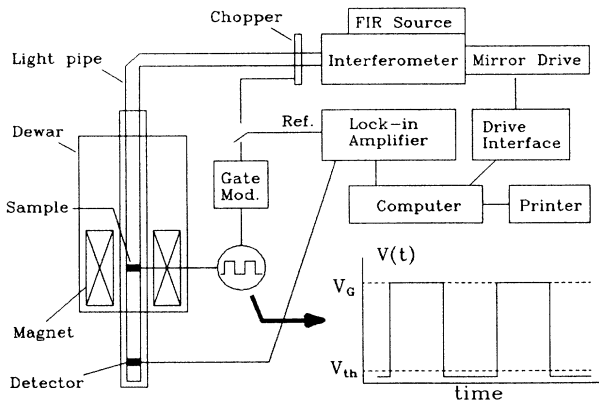 Chopper
FIR Source
Light pipe
Interferometer
Mirror Drive
Dewar
Ref.
Lock-in
Amplifier
Drive
Interface
Gate
Mod.
Sample
Computer
Printer
V(t)
V_G
Magnet
V_th
Detector
time